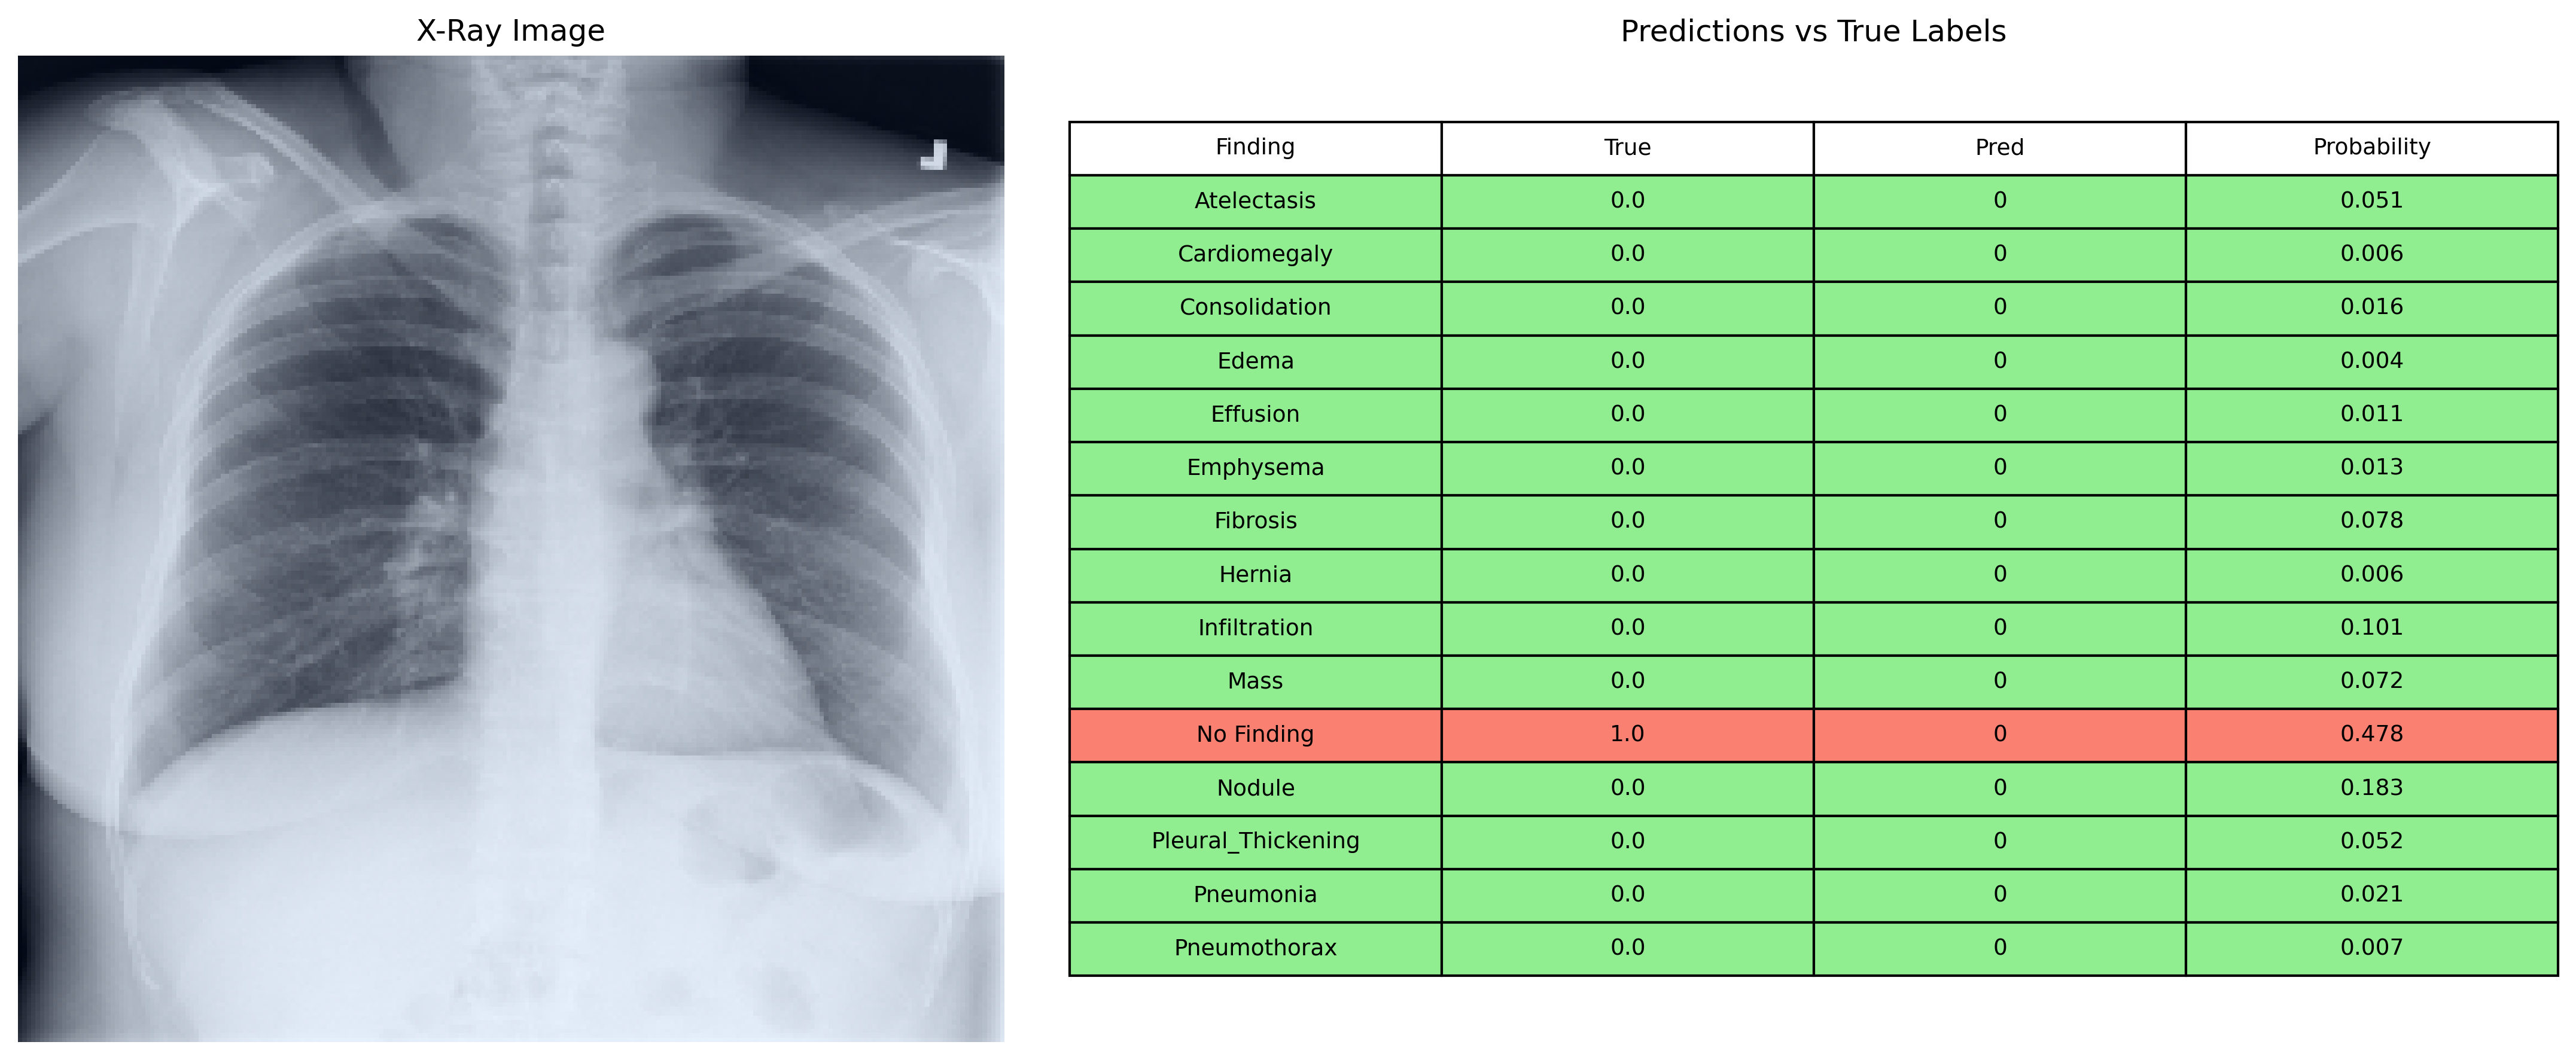 X-Ray Image
Predictions vs True Labels
Finding True Pred Probability
Atelectasis 0.0 0 0.051
Cardiomegaly 0.0 0 0.006
Consolidation 0.0 0 0.016
Edema 0.0 0 0.004
Effusion 0.0 0 0.011
Emphysema 0.0 0 0.013
Fibrosis 0.0 0 0.078
Hernia 0.0 0 0.006
Infiltration 0.0 0 0.101
Mass 0.0 0 0.072
No Finding 1.0 0 0.478
Nodule 0.0 0 0.183
Pleural_Thickening 0.0 0 0.052
Pneumonia 0.0 0 0.021
Pneumothorax 0.0 0 0.007